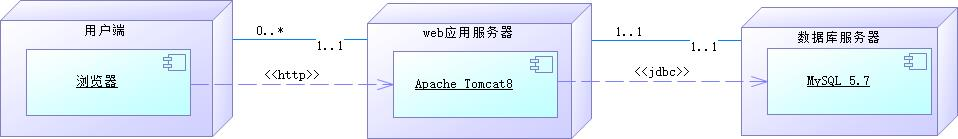 用户端
浏览器
0..*
1..1
<<http>>
web应用服务器
Apache Tomcat8
1..1
1..1
<<jdbc>>
数据库服务器
MySQL 5.7